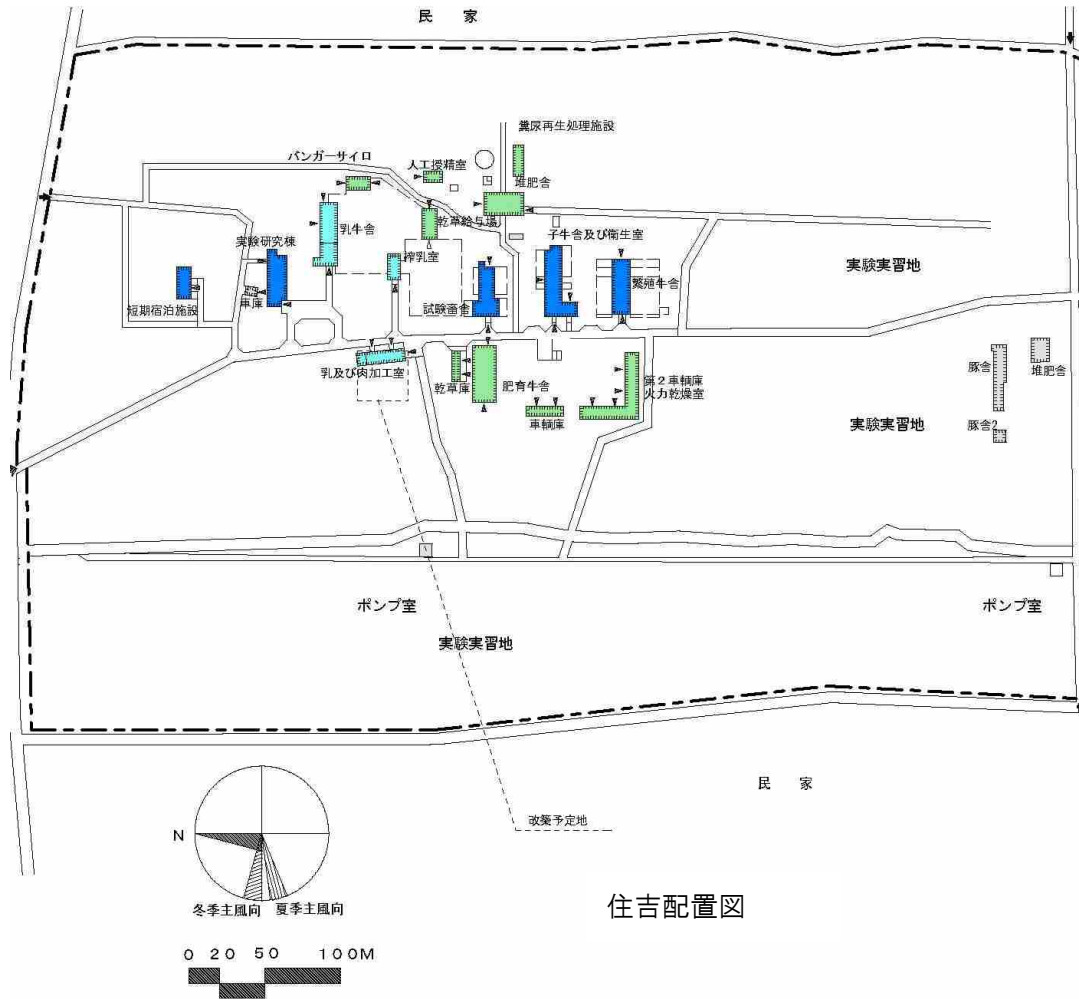 民　家
糞尿再生処理施設
バンガーサイロ
人工授精室
堆肥舎
乳牛舎
乾草給与場
子牛舎及び衛生室
実験研究棟
搾乳室
実験実習地
繁殖牛舎
車庫
短期宿泊施設
試験畜舎
乳及び肉加工室
乾草庫
肥育牛舎
第2車輌庫
火力乾燥室
車輌庫
豚舎
堆肥舎
実験実習地
豚舎2
ポンプ室
ポンプ室
実験実習地
民　家
改築予定地
N
冬季主風向　夏季主風向
住吉配置図
0 20 50 100M